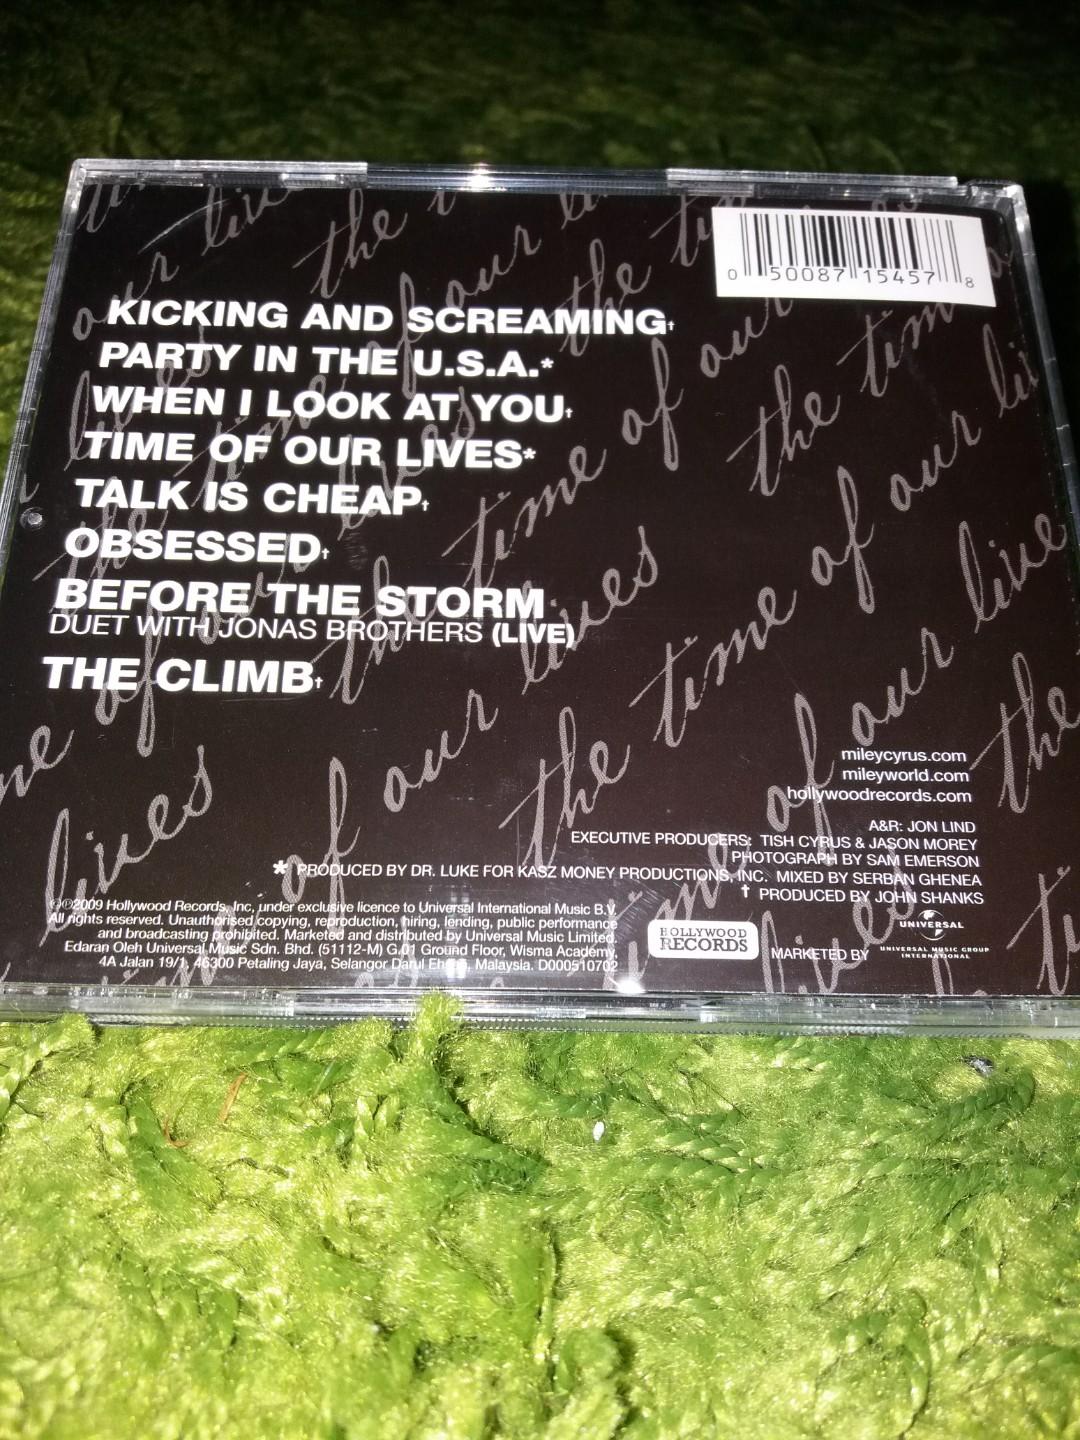 0 50087 15457 8
KICKING AND SCREAMING†
PARTY IN THE U.S.A.*
WHEN I LOOK AT YOU†
TIME OF OUR LIVES*
TALK IS CHEAP†
OBSESSED†
BEFORE THE STORM
DUET WITH JONAS BROTHERS (LIVE)
THE CLIMB†
the time of our lives
mileycyrus.com
mileyworld.com
hollywoodrecords.com
A&R: JON LIND
EXECUTIVE PRODUCERS: TISH CYRUS & JASON MOREY
PHOTOGRAPH BY SAM EMERSON
* PRODUCED BY DR. LUKE FOR KASZ MONEY PRODUCTIONS, INC. MIXED BY SERBAN GHENEA
† PRODUCED BY JOHN SHANKS
©℗2009 Hollywood Records, Inc, under exclusive licence to Universal International Music B.V.
All rights reserved. Unauthorised copying, reproduction, hiring, lending, public performance
and broadcasting prohibited. Marketed and distributed by Universal Music Limited.
Edaran Oleh Universal Music Sdn. Bhd. (51112-M) G.01 Ground Floor, Wisma Academy,
4A Jalan 19/1, 46300 Petaling Jaya, Selangor Darul Ehsan, Malaysia. D000510702
HOLLYWOOD
RECORDS
MARKETED BY
UNIVERSAL
UNIVERSAL MUSIC GROUP
INTERNATIONAL